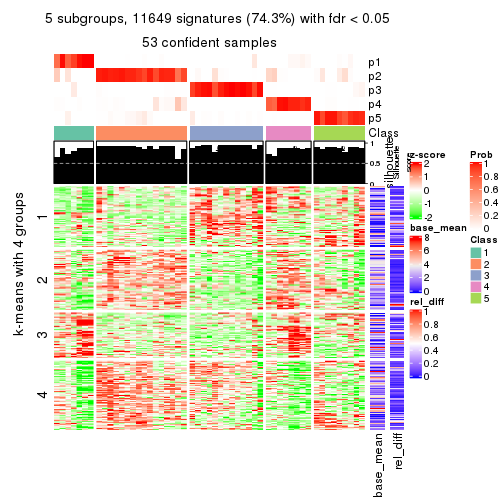 5 subgroups, 11649 signatures (74.3%) with fdr < 0.05
53 confident samples
p1
p2
p3
p4
p5
Class
1
0.5
0
silhouette
Silhouette
score
k-means with 4 groups
1
2
3
4
base_mean
rel_diff
z-score
2
1
0
-1
-2
base_mean
8
6
4
2
0
rel_diff
1
0.8
0.6
0.4
0.2
0
Prob
1
0.8
0.6
0.4
0.2
0
Class
1
2
3
4
5